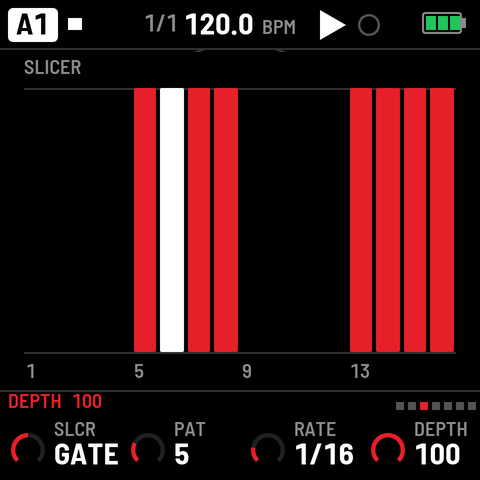 A1 1/1 120.0 BPM
SLICER
1 5 9 13
DEPTH 100
SLCR PAT RATE DEPTH
GATE 5 1/16 100